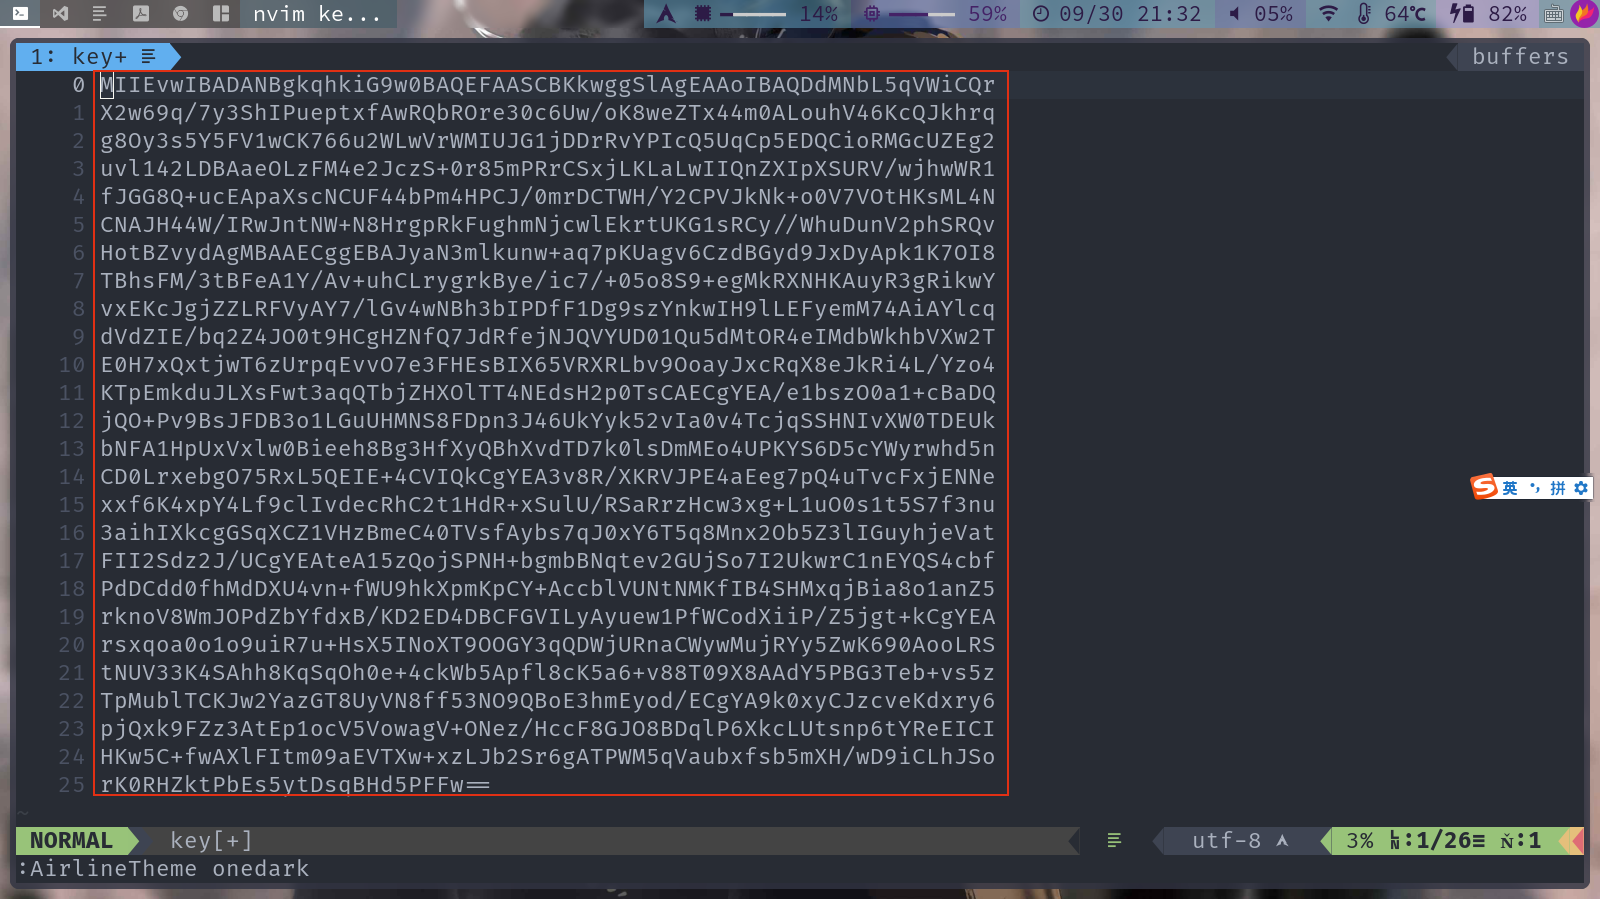 nvim ke... 14% 59% 09/30 21:32 05% 64℃ 82%
1: key+ buffers
0 MIIEvwIBADANBgkqhkiG9w0BAQEFAASCBKkwggSlAgEAAoIBAQDdMNbL5qVWiCQr
1 X2w69q/7y3ShIPueptxfAwRQbROre30c6Uw/oK8weZTx44m0ALouhV46KcQJkhrq
2 g8Oy3s5Y5FV1wCK766u2WLwVrWMIUJG1jDDrRvYPIcQ5UqCp5EDQCioRMGcUZEg2
3 uvl142LDBAaeOLzFM4e2JczS+0r85mPRrCSxjLKLaLwIIQnZXIpXSURV/wjhwWR1
4 fJGG8Q+ucEApaXscNCUF44bPm4HPCJ/0mrDCTWH/Y2CPVJkNk+o0V7VOtHKsML4N
5 CNAJH44W/IRwJntNW+N8HrgpRkFughmNjcwlEkrtUKG1sRCy//WhuDunV2phSRQv
6 HotBZvydAgMBAAECggEBAJyaN3mlkunw+aq7pKUagv6CzdBGyd9JxDyApk1K7OI8
7 TBhsFM/3tBFeA1Y/Av+uhCLrygrkBye/ic7/+05o8S9+egMkRXNHKAuyR3gRikwY
8 vxEKcJgjZZLRFVyAY7/lGv4wNBh3bIPDfF1Dg9szYnkwIH9lLEFyemM74AiAYlcq
9 dVdZIE/bq2Z4JO0t9HCgHZNfQ7JdRfejNJQVYUD01Qu5dMtOR4eIMdbWkhbVXw2T
10 E0H7xQxtjwT6zUrpqEvvO7e3FHEsBIX65VRXRLbv9OoayJxcRqX8eJkRi4L/Yzo4
11 KTpEmkduJLXsFwt3aqQTbjZHXOlTT4NEdsH2p0TsCAECgYEA/e1bszO0a1+cBaDQ
12 jQO+Pv9BsJFDB3o1LGuUHMNS8FDpn3J46UkYyk52vIa0v4TcjqSSHNIvXW0TDEUk
13 bNFA1HpUxVxlw0Bieeh8Bg3HfXyQBhXvdTD7k0lsDmMEo4UPKYS6D5cYWyrwhd5n
14 CD0LrxebgO75RxL5QEIE+4CVIQkCgYEA3v8R/XKRVJPE4aEeg7pQ4uTvcFxjENNe
15 xxf6K4xpY4Lf9clIvdecRhC2t1HdR+xSulU/RSaRrzHcw3xg+L1uO0s1t5S7f3nu
16 3aihIXkcgGSqXCZ1VHzBmeC40TVsfAybs7qJ0xY6T5q8Mnx2Ob5Z3lIGuyhjeVat
17 FII2Sdz2J/UCgYEAteA15zQojSPNH+bgmbBNqtev2GUjSo7I2UkwrC1nEYQS4cbf
18 PdDCdd0fhMdDXU4vn+fWU9hkXpmKpCY+AccblVUNtNMKfIB4SHMxqjBia8o1anZ5
19 rknoV8WmJOPdZbYfdxB/KD2ED4DBCFGVILyAyuew1PfWCodXiiP/Z5jgt+kCgYEA
20 rsxqoa0o1o9uiR7u+HsX5INoXT9OOGY3qQDWjURnaCWywMujRYy5ZwK690AooLRS
21 tNUV33K4SAhh8KqSqOh0e+4ckWb5Apfl8cK5a6+v88T09X8AAdY5PBG3Teb+vs5z
22 TpMublTCKJw2YazGT8UyVN8ff53NO9QBoE3hmEyod/ECgYA9k0xyCJzcveKdxry6
23 pjQxk9FZz3AtEp1ocV5VowagV+ONez/HccF8GJO8BDqlP6XkcLUtsnp6tYReEICI
24 HKw5C+fwAXlFItm09aEVTXw+xzLJb2Sr6gATPWM5qVaubxfsb5mXH/wD9iCLhJSo
25 rK0RHZktPbEs5ytDsqBHd5PFFw==
~
英 拼
NORMAL key[+] utf-8 3% LN:1/26≡ Ň:1
:AirlineTheme onedark